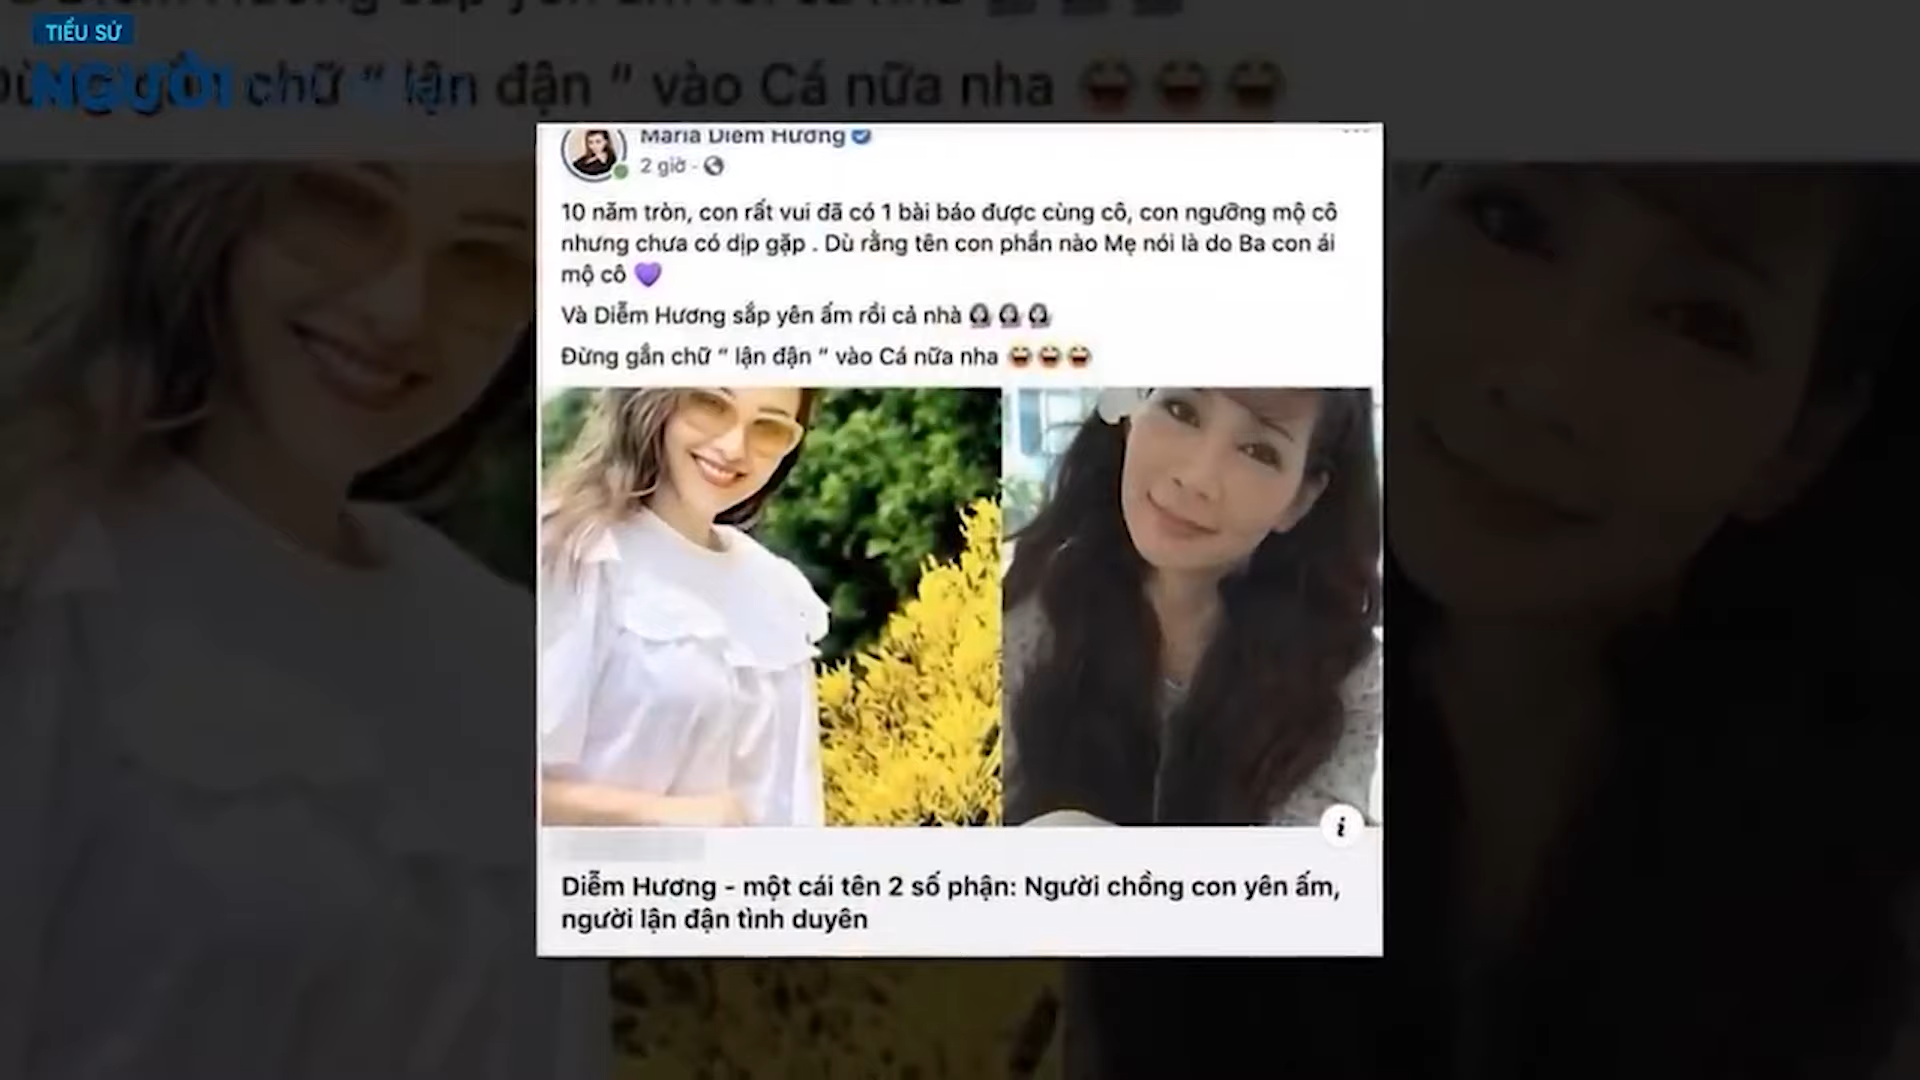 TIỂU SỬ
NGƯỜI
gắn chữ “ lận đận “ vào Cá nữa nha
Maria Diễm Hương
2 giờ ·
10 năm tròn, con rất vui đã có 1 bài báo được cùng cô, con ngưỡng mộ cô
nhưng chưa có dịp gặp . Dù rằng tên con phần nào Mẹ nói là do Ba con ái
mộ cô 💜
Và Diễm Hương sắp yên ấm rồi cả nhà
Đừng gắn chữ “ lận đận “ vào Cá nữa nha 😂😂😂
Diễm Hương - một cái tên 2 số phận: Người chồng con yên ấm,
người lận đận tình duyên